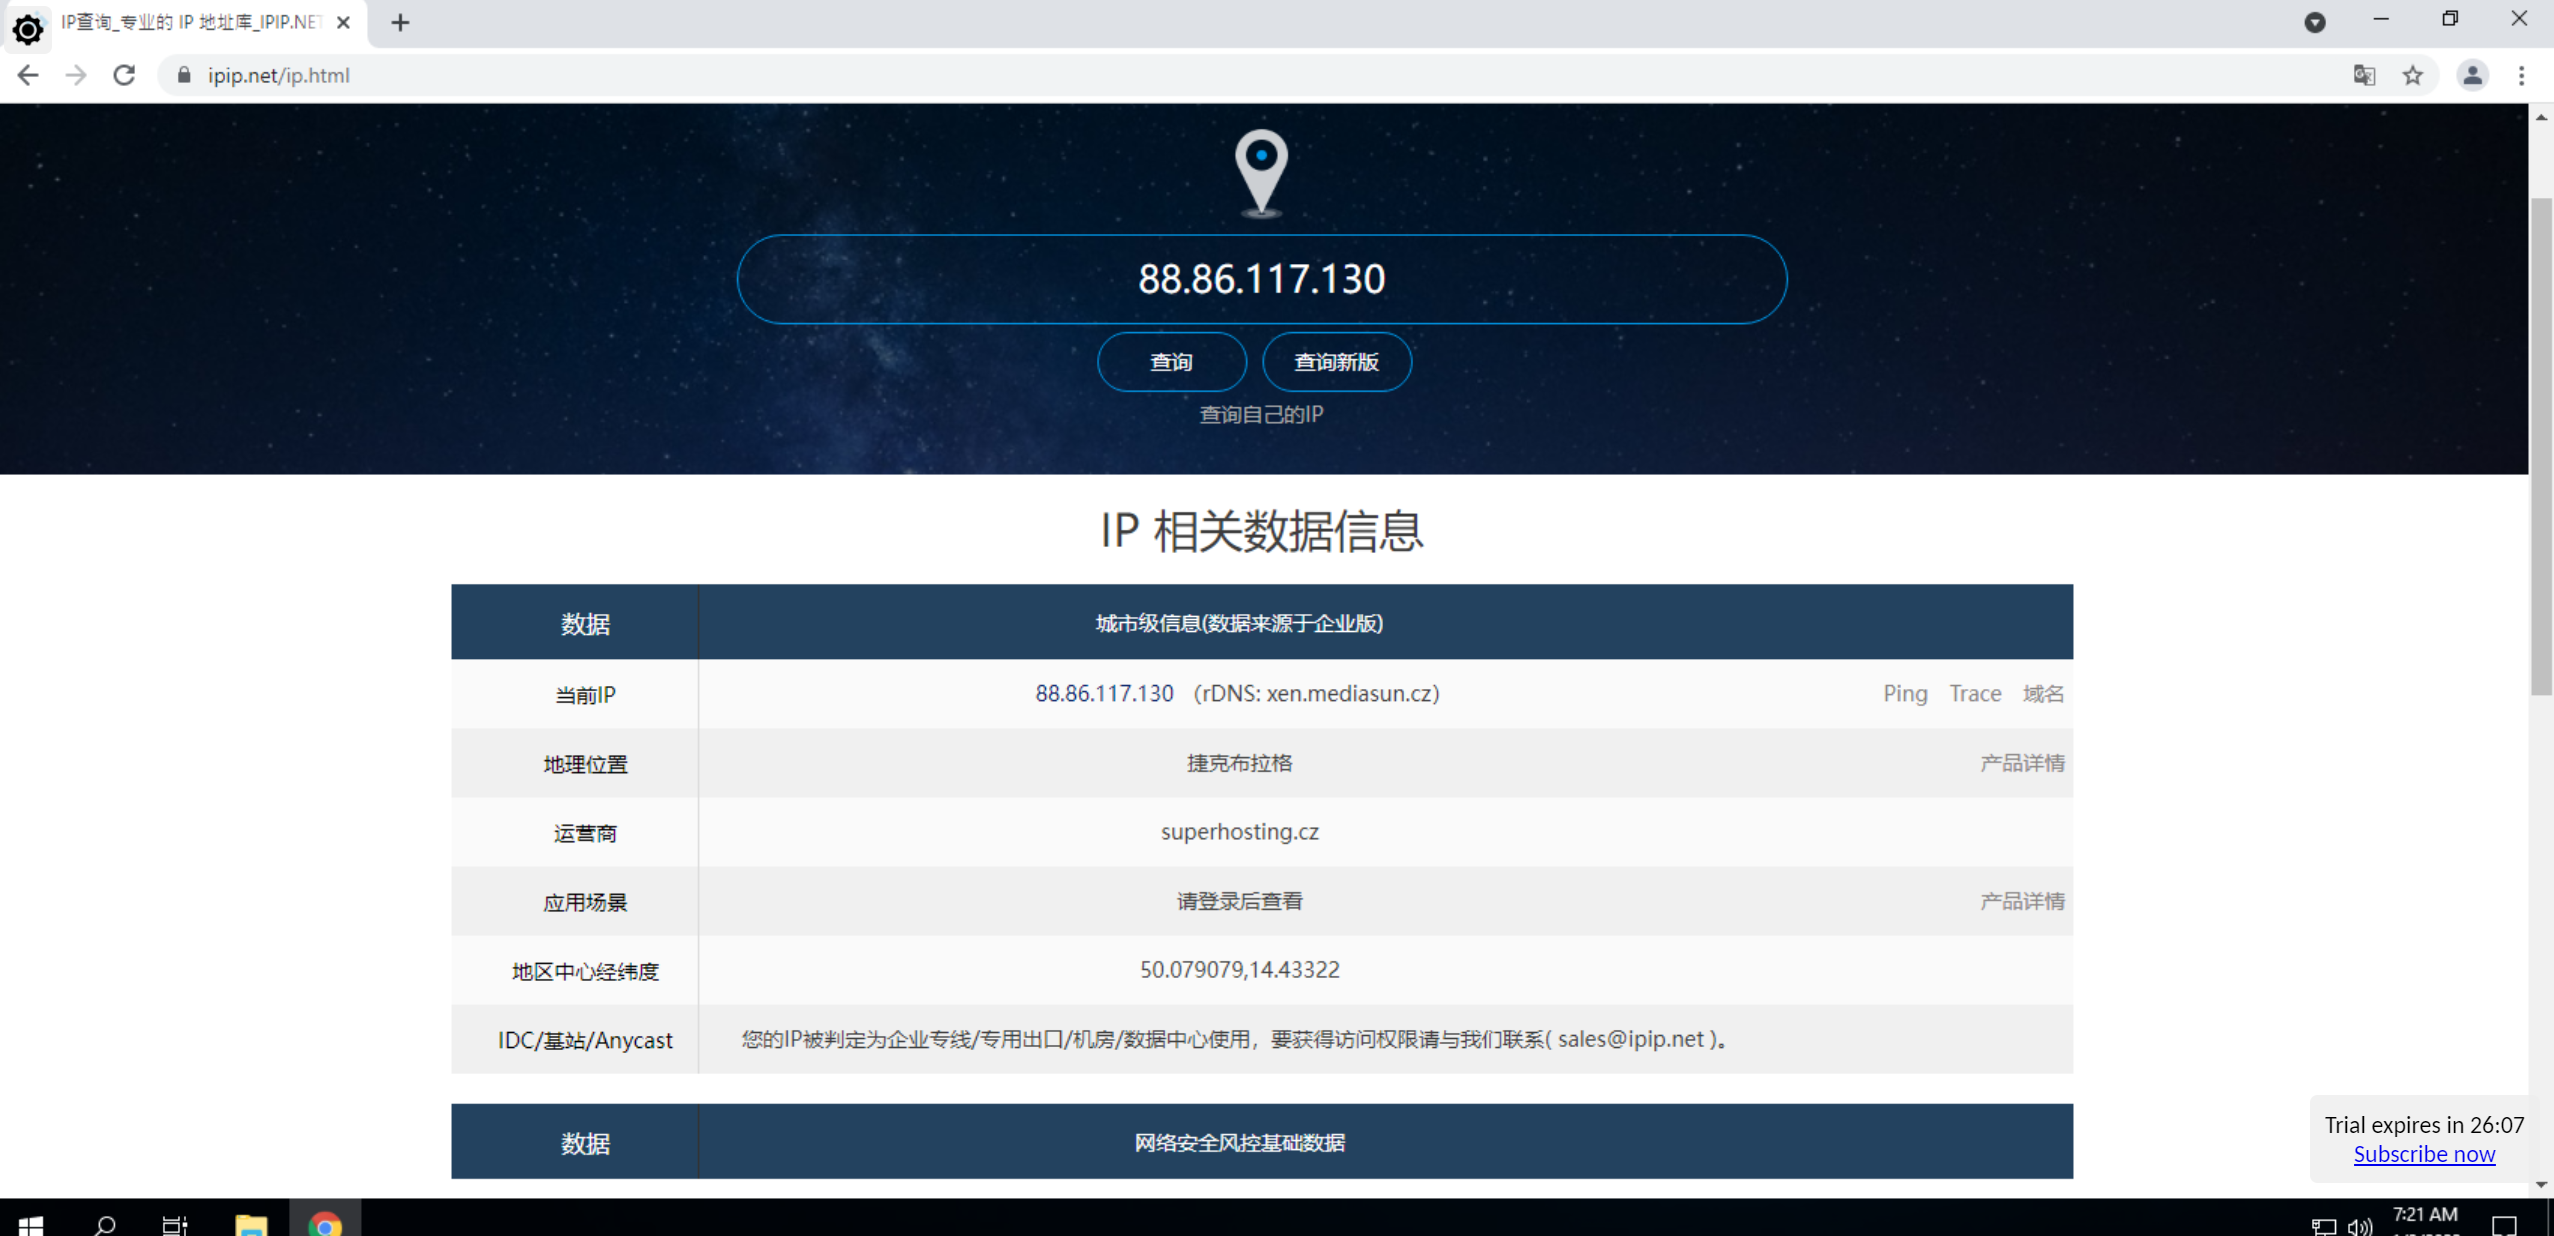 IP查询_专业的 IP 地址库_IPIP.NET
ipip.net/ip.html
88.86.117.130
查询 查询新版
查询自己的IP
IP 相关数据信息
数据 城市级信息(数据来源于企业版)
当前IP 88.86.117.130 (rDNS: xen.mediasun.cz) Ping Trace 域名
地理位置 捷克布拉格 产品详情
运营商 superhosting.cz
应用场景 请登录后查看 产品详情
地区中心经纬度 50.079079,14.43322
IDC/基站/Anycast 您的IP被判定为企业专线/专用出口/机房/数据中心使用，要获得访问权限请与我们联系( sales@ipip.net )。
数据 网络安全风控基础数据
Trial expires in 26:07
Subscribe now
7:21 AM